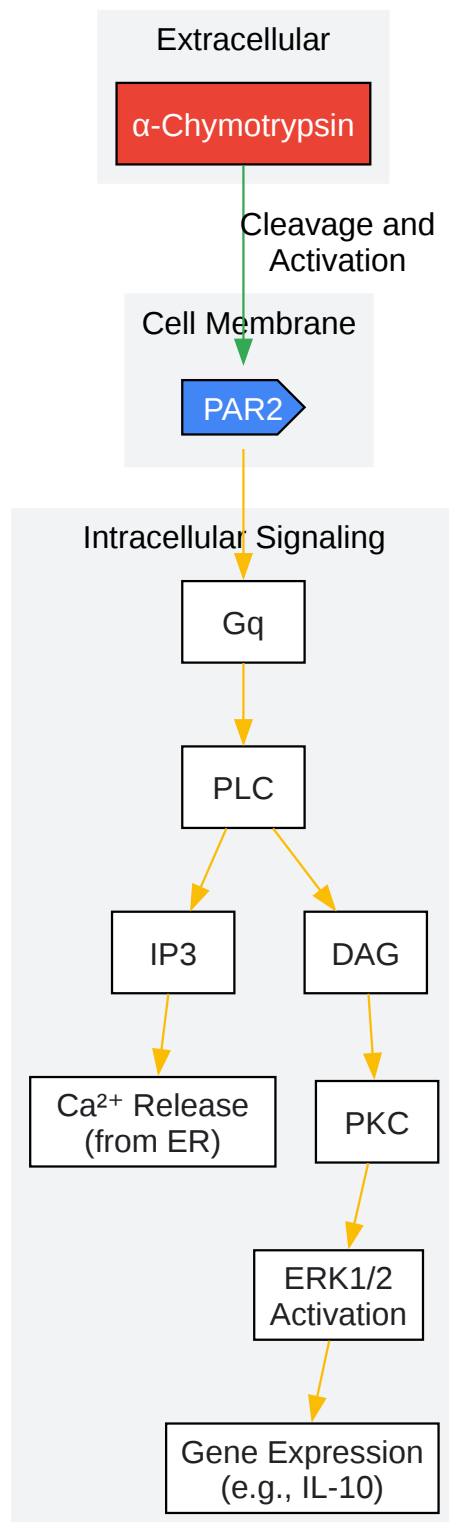 Extracellular
α-Chymotrypsin
Cleavage and
Activation
Cell Membrane
PAR2
Intracellular Signaling
Gq
PLC
IP3
DAG
Ca²⁺ Release
(from ER)
PKC
ERK1/2
Activation
Gene Expression
(e.g., IL-10)